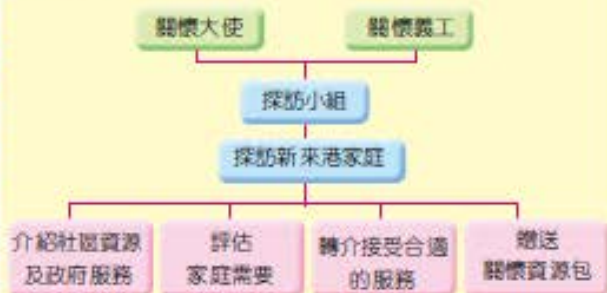 關懷大使
關懷義工
探訪小組
探訪新來港家庭
介紹社區資源
及政府服務
評估
家庭需要
轉介接受合適
的服務
贈送
關懷資源包